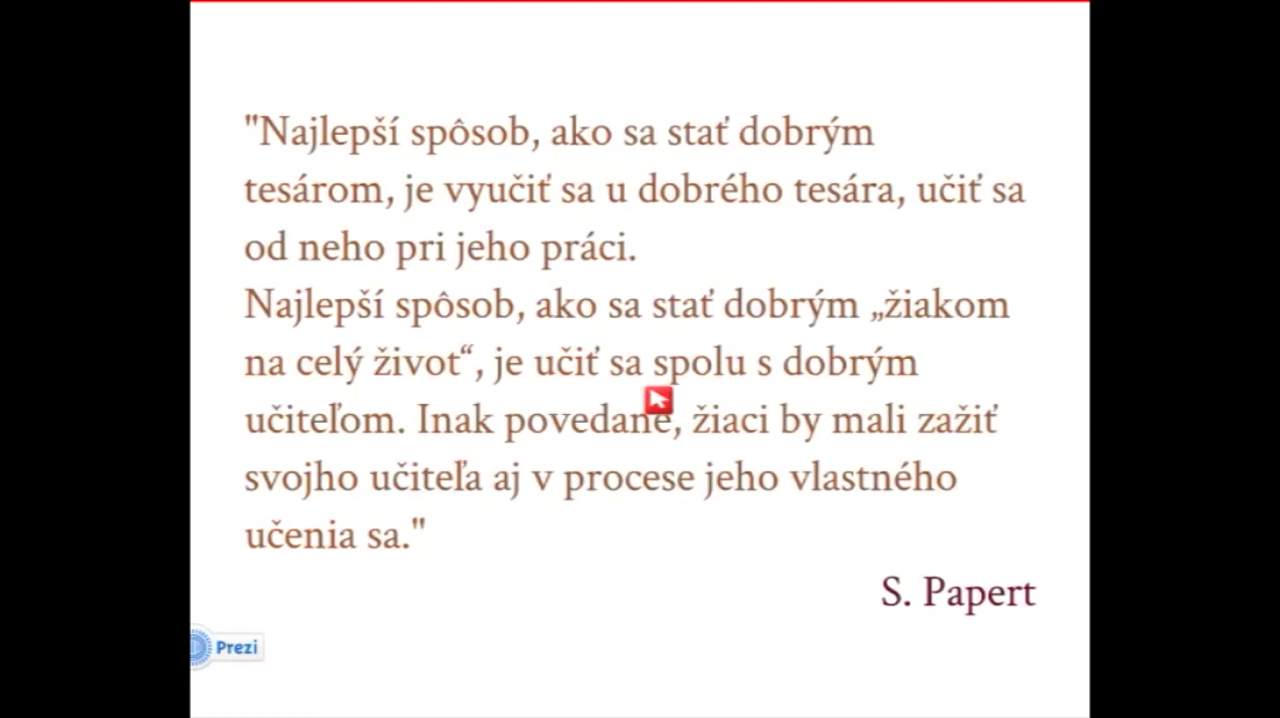 "Najlepší spôsob, ako sa stať dobrým
tesárom, je vyučiť sa u dobrého tesára, učiť sa
od neho pri jeho práci.
Najlepší spôsob, ako sa stať dobrým „žiakom
na celý život“, je učiť sa spolu s dobrým
učiteľom. Inak povedané, žiaci by mali zažiť
svojho učiteľa aj v procese jeho vlastného
učenia sa."
S. Papert
Prezi